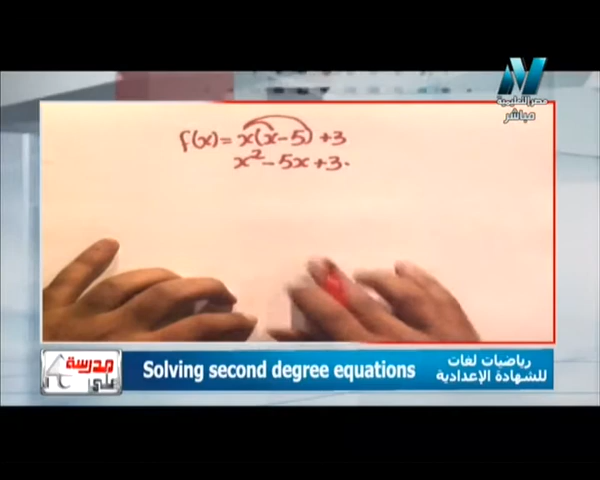 مصر التعليمية
مباشر
f(x) = x(x-5) +3
x² - 5x +3.
مدرسة
على
Solving second degree equations
رياضيات لغات
للشهادة الإعدادية